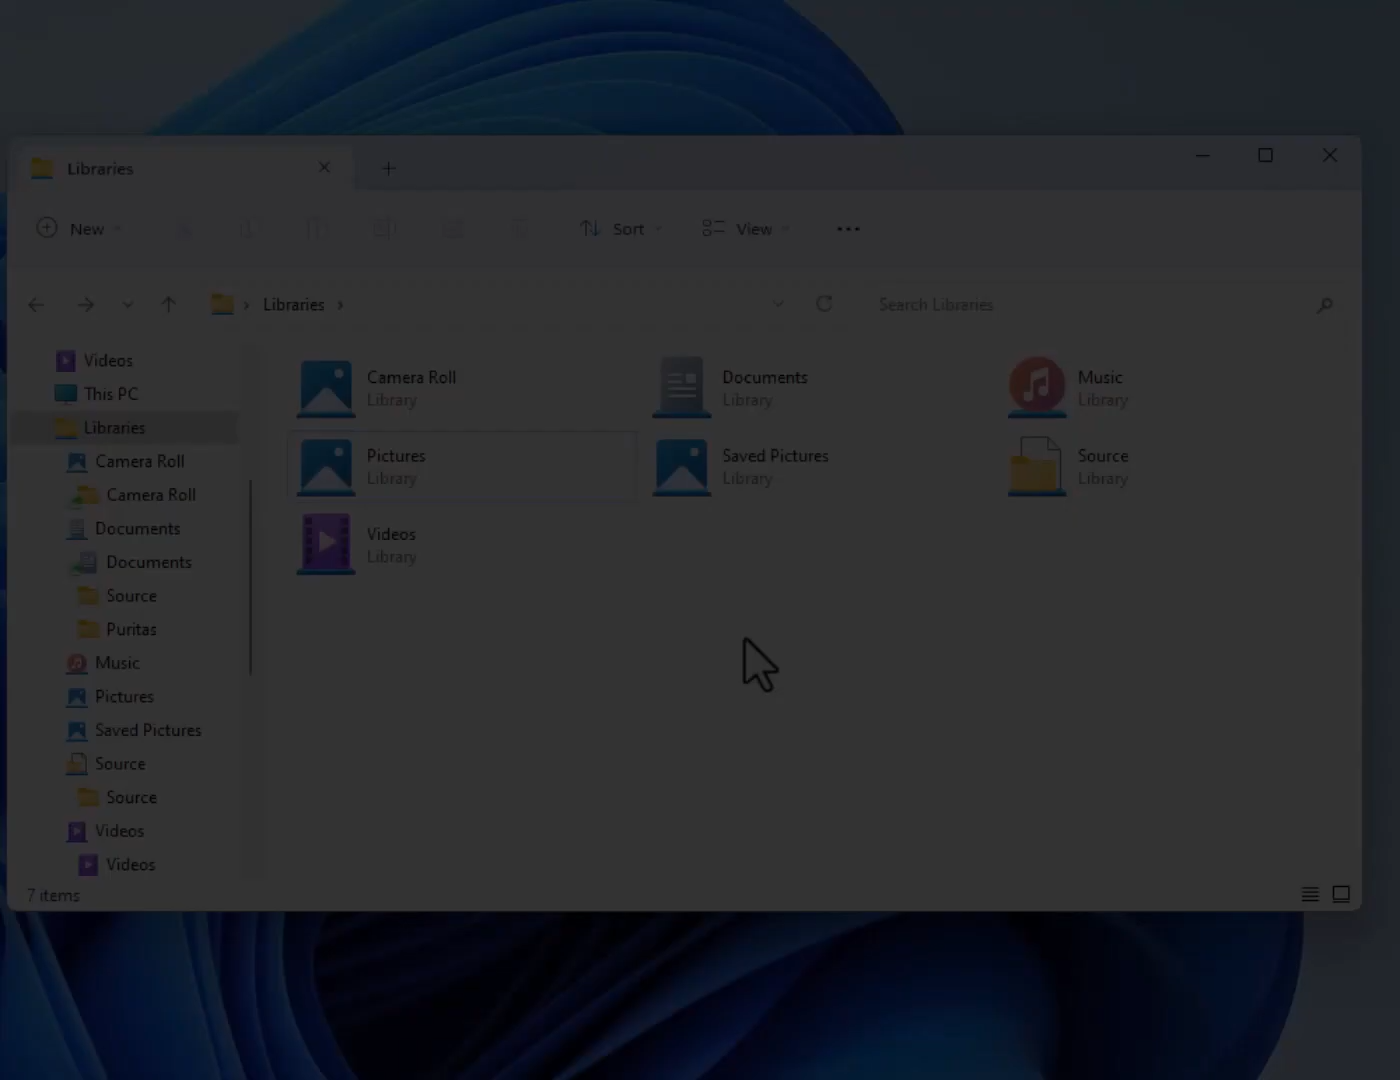 Libraries
New
Sort
View
Libraries
Search Libraries
Videos
This PC
Libraries
Camera Roll
Camera Roll
Documents
Documents
Source
Puritas
Music
Pictures
Saved Pictures
Source
Source
Videos
Videos
Camera Roll
Library
Documents
Library
Music
Library
Pictures
Library
Saved Pictures
Library
Source
Library
Videos
Library
7 items